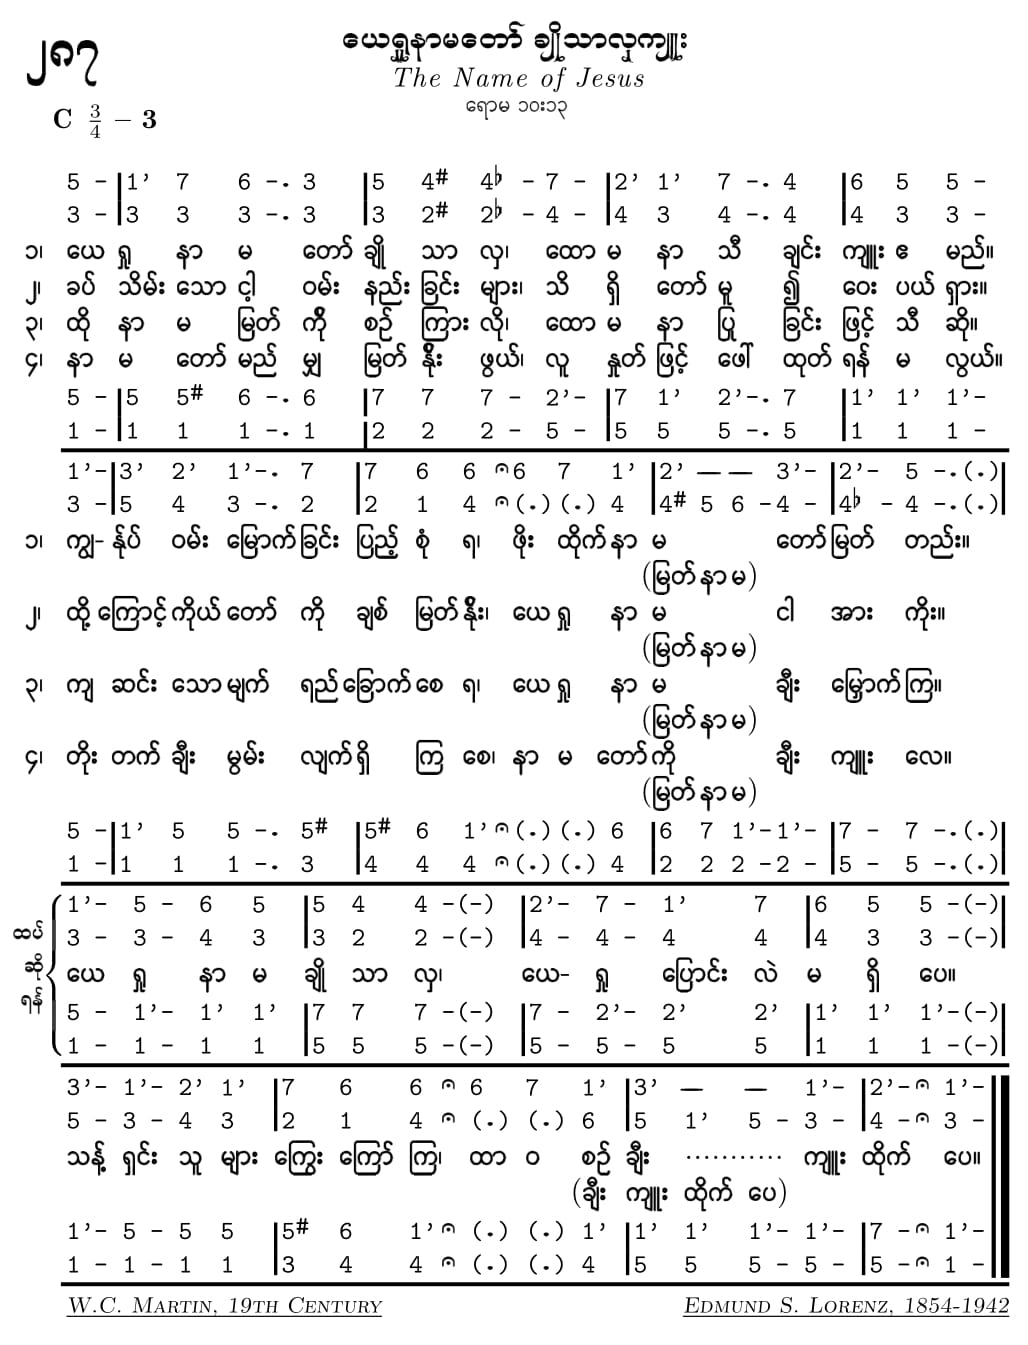 ၂၈၇
ယေရှုနာမတော် ချိုသာလှကျူး
The Name of Jesus
ရောမ ၁၀း၁၃
C 3/4 – 3
5 - |1’ 7 6 -. 3 |5 4# 4♭ - 7 - |2’ 1’ 7 -. 4 |6 5 5 -
3 - |3 3 3 -. 3 |3 2# 2♭ - 4 - |4 3 4 -. 4 |4 3 3 -
၁၊ ယေ ရှု နာ မ တော် ချို သာ လှ၊ ထော မ နာ သီ ချင်း ကျူး ဧ မည်။
၂၊ ခပ် သိမ်း သော ငါ့ ဝမ်း နည်း ခြင်း များ၊ သိ ရှိ တော် မူ ၍ ဝေး ပယ် ရှား။
၃၊ ထို နာ မ မြတ် ကို စဉ် ကြား လို၊ ထော မ နာ ပြု ခြင်း ဖြင့် သီ ဆို။
၄၊ နာ မ တော် မည် မျှ မြတ် နိုး ဖွယ်၊ လူ နှုတ် ဖြင့် ဖေါ် ထုတ် ရန် မ လွယ်။
5 - |5 5# 6 -. 6 |7 7 7 - 2’- |7 1’ 2’-. 7 |1’ 1’ 1’-
1 - |1 1 1 -. 1 |2 2 2 - 5 - |5 5 5 -. 5 |1 1 1 -
1’- |3’ 2’ 1’-. 7 |7 6 6 𝄐 6 7 1’ |2’ — — 3’- |2’- 5 -.(.)|
3 - |5 4 3 -. 2 |2 1 4 𝄐 (.) (.) 4 |4# 5 6 - 4 - |4♭ - 4 -.(.)|
၁၊ ကျွ- န်ုပ် ဝမ်း မြောက် ခြင်း ပြည့် စုံ ရ၊ ဖိုး ထိုက် နာ မ တော် မြတ် တည်း။
(မြတ် နာ မ)
၂၊ ထို့ ကြောင့် ကိုယ် တော် ကို ချစ် မြတ် နိုး၊ ယေ ရှု နာ မ ငါ အား ကိုး။
(မြတ် နာ မ)
၃၊ ကျ ဆင်း သော မျက် ရည် ခြောက် စေ ရ၊ ယေ ရှု နာ မ ချီး မြှောက် ကြ။
(မြတ် နာ မ)
၄၊ တိုး တက် ချီး မွမ်း လျက် ရှိ ကြ စေ၊ နာ မ တော် ကို ချီး ကျူး လေ။
(မြတ် နာ မ)
5 - |1’ 5 5 -. 5# |5# 6 1’ 𝄐 (.) (.) 6 |6 7 1’- 1’- |7 - 7 -.(.)|
1 - |1 1 1 -. 3 |4 4 4 𝄐 (.) (.) 4 |2 2 2 - 2 - |5 - 5 -.(.)|
ထပ် ဆို ရန်
1’- 5 - 6 5 |5 4 4 -(-) |2’- 7 - 1’ 7 |6 5 5 -(-)|
3 - 3 - 4 3 |3 2 2 -(-) |4 - 4 - 4 4 |4 3 3 -(-)|
ယေ ရှု နာ မ ချို သာ လှ၊ ယေ- ရှု ပြောင်း လဲ မ ရှိ ပေ။
5 - 1’- 1’ 1’ |7 7 7 -(-) |7 - 2’- 2’ 2’ |1’ 1’ 1’-(-)|
1 - 1 - 1 1 |5 5 5 -(-) |5 - 5 - 5 5 |1 1 1 -(-)|
3’- 1’- 2’ 1’ |7 6 6 𝄐 6 7 1’ |3’ — — 1’- |2’-𝄐 1’-
5 - 3 - 4 3 |2 1 4 𝄐 (.) (.) 6 |5 1’ 5 - 3 - |4 -𝄐 3 -
သန့် ရှင်း သူ များ ကြွေး ကြော် ကြ၊ ထာ ဝ စဉ် ချီး ........... ကျူး ထိုက် ပေ။
(ချီး ကျူး ထိုက် ပေ)
1’- 5 - 5 5 |5# 6 1’ 𝄐 (.) (.) 1’ |1’ 1’ 1’- 1’- |7 -𝄐 1’-
1 - 1 - 1 1 |3 4 4 𝄐 (.) (.) 4 |5 5 5 - 5 - |5 -𝄐 1 -
W.C. Martin, 19th Century
Edmund S. Lorenz, 1854-1942